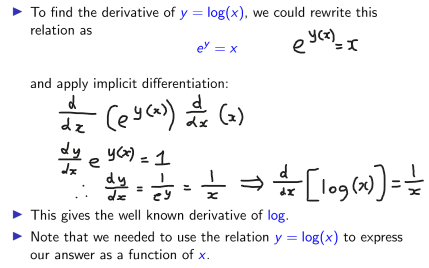 ▶ To find the derivative of y = log(x), we could rewrite this
relation as
e^y = x    e^y(x) = x
and apply implicit differentiation:
d/dx (e^y(x)) d/dx (x)
dy/dx e^y(x) = 1
∴ dy/dx = 1/e^y = 1/x ⇒ d/dx [log(x)] = 1/x
▶ This gives the well known derivative of log.
▶ Note that we needed to use the relation y = log(x) to express
our answer as a function of x.